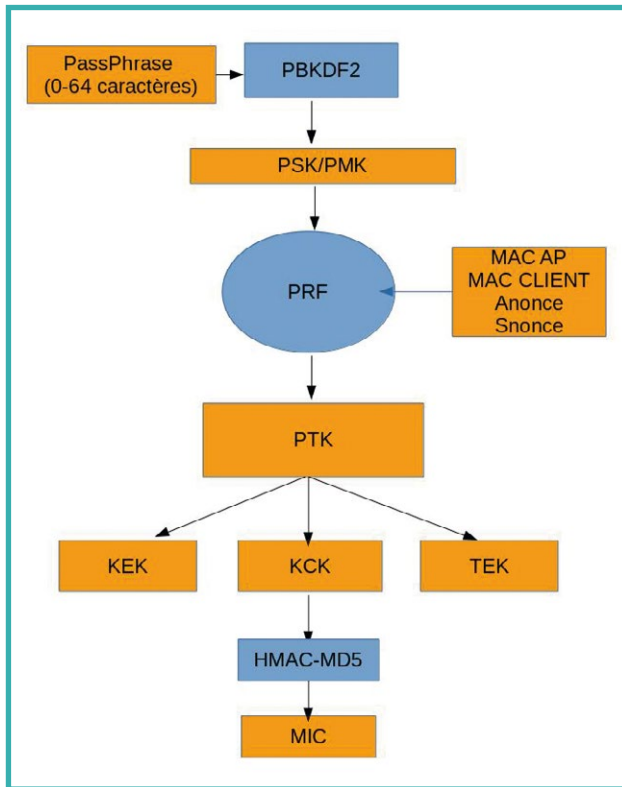 PassPhrase
(0-64 caractères)
PBKDF2
PSK/PMK
PRF
MAC AP
MAC CLIENT
Anonce
Snonce
PTK
KEK
KCK
TEK
HMAC-MD5
MIC